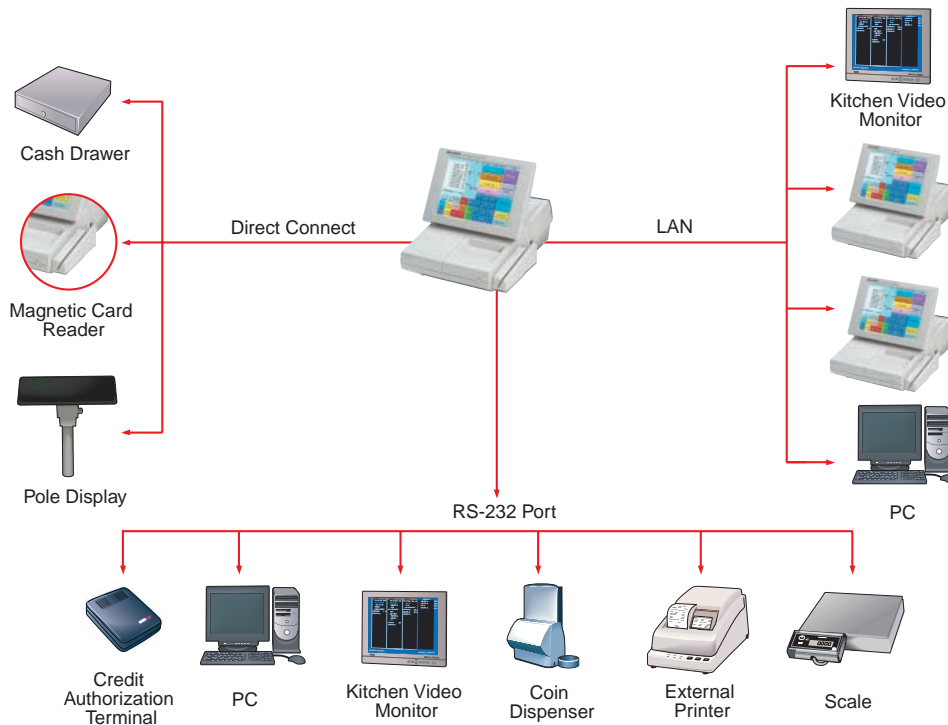 Kitchen Video
Monitor
Cash Drawer
Direct Connect
LAN
Magnetic Card
Reader
Pole Display
RS-232 Port
PC
Credit
Authorization
Terminal
PC
Kitchen Video
Monitor
Coin
Dispenser
External
Printer
Scale